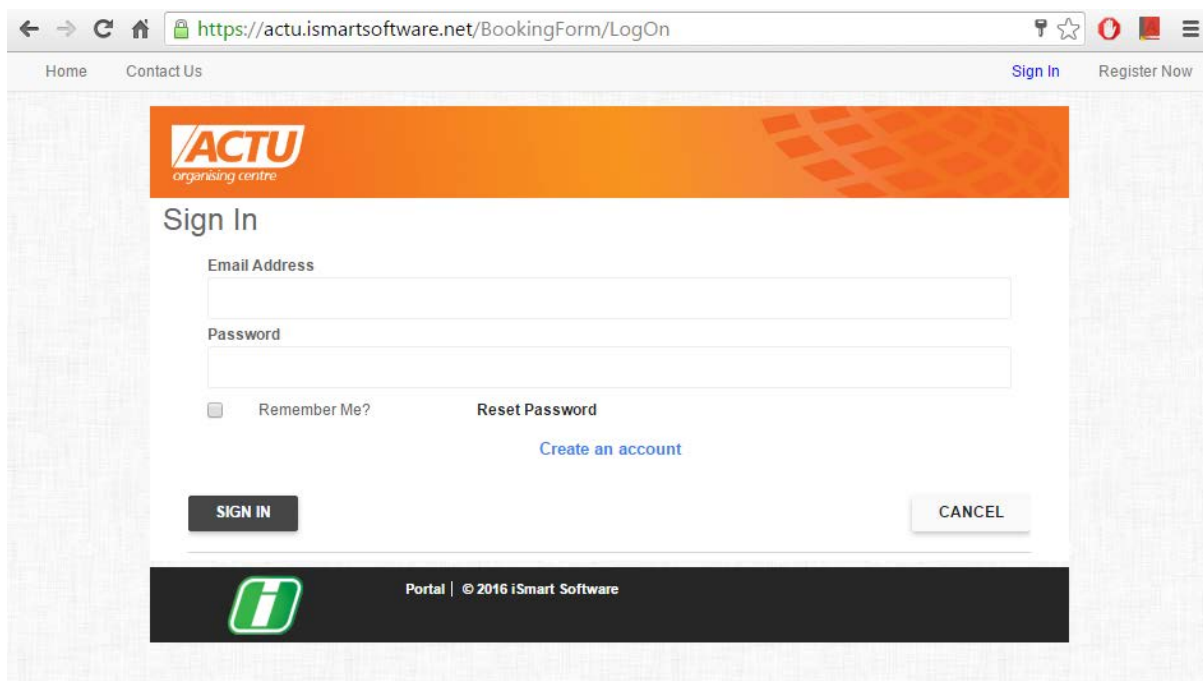 https://actu.ismartsoftware.net/BookingForm/LogOn
Home Contact Us Sign In Register Now
ACTU
organising centre
Sign In
Email Address
Password
Remember Me? Reset Password
Create an account
SIGN IN CANCEL
Portal | © 2016 iSmart Software